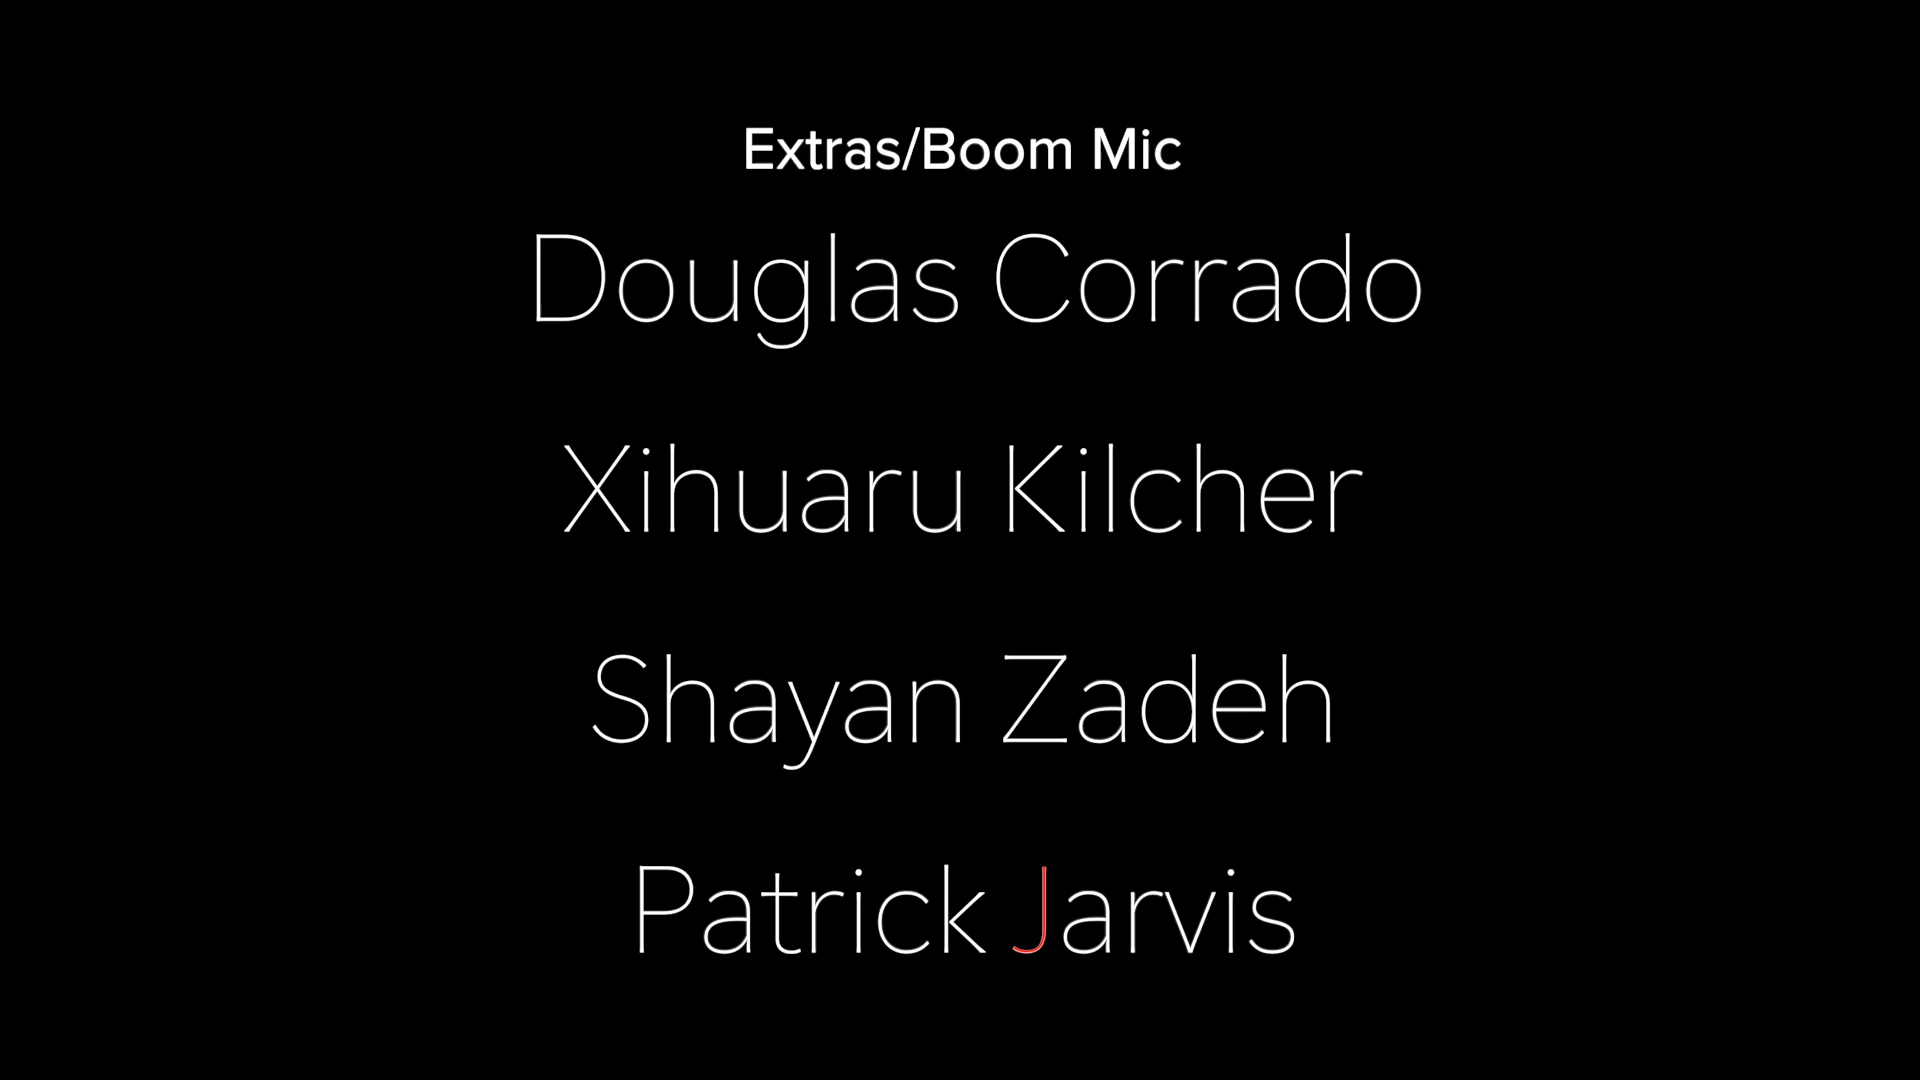 Extras/Boom Mic
Douglas Corrado
Xihuaru Kilcher
Shayan Zadeh
Patrick Jarvis